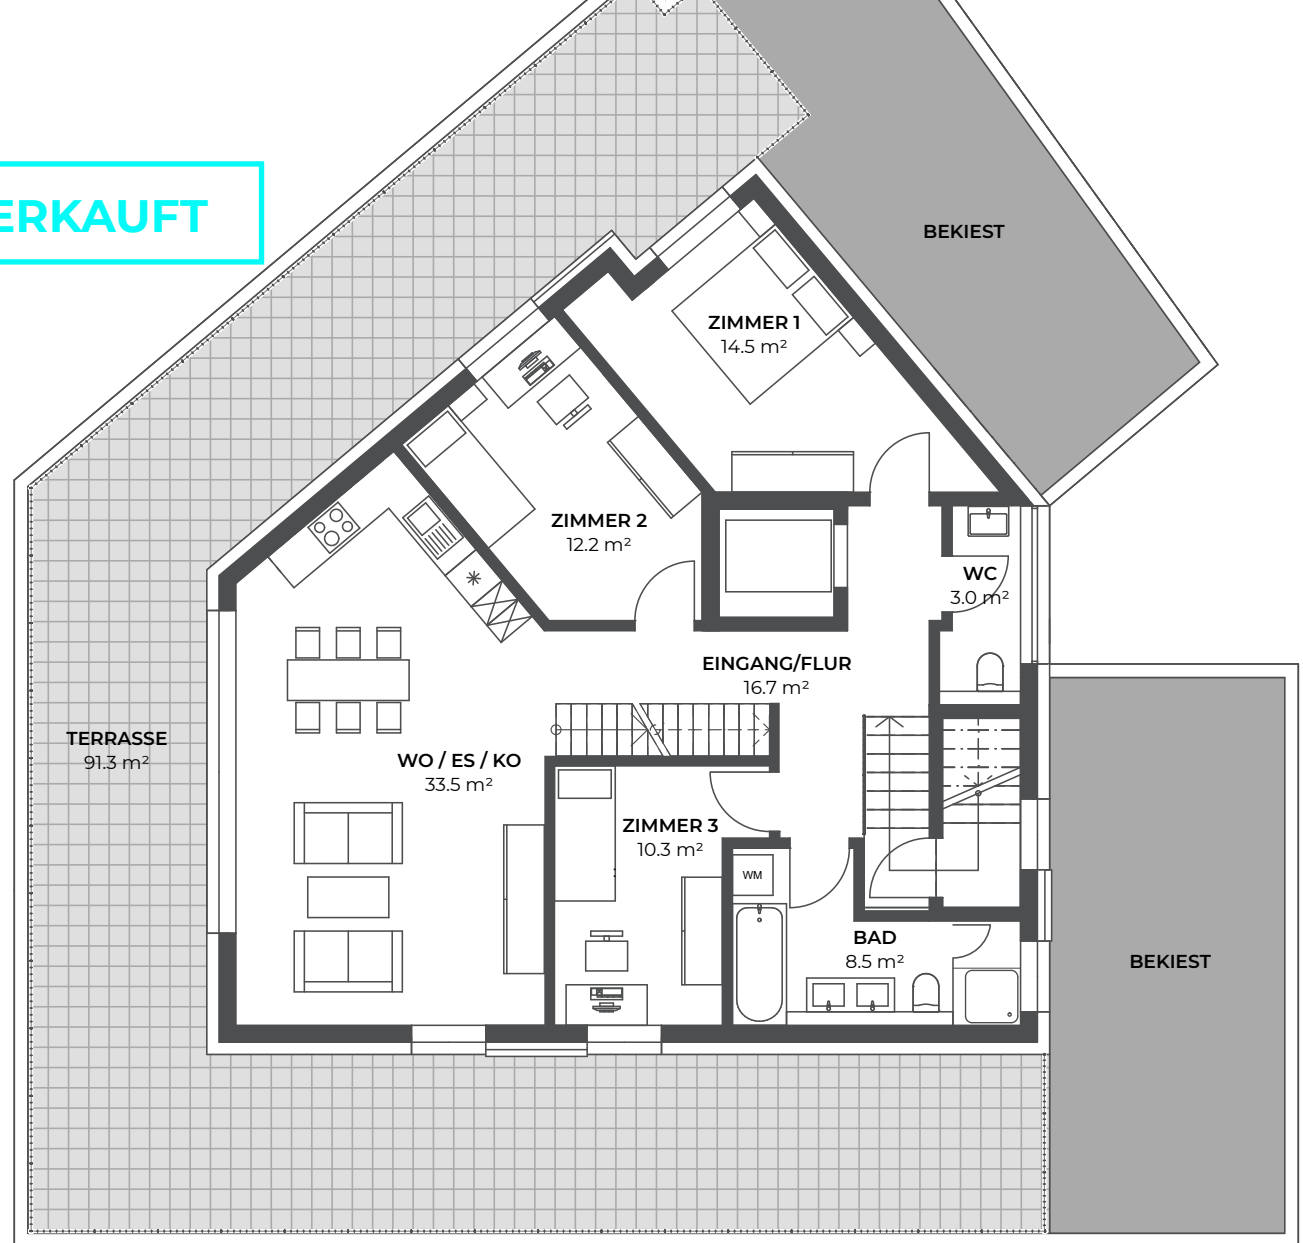 ERKAUFT
BEKIEST
ZIMMER 1
14.5 m²
ZIMMER 2
12.2 m²
WC
3.0 m²
EINGANG/FLUR
16.7 m²
TERRASSE
91.3 m²
WO / ES / KO
33.5 m²
ZIMMER 3
10.3 m²
WM
BAD
8.5 m²
BEKIEST